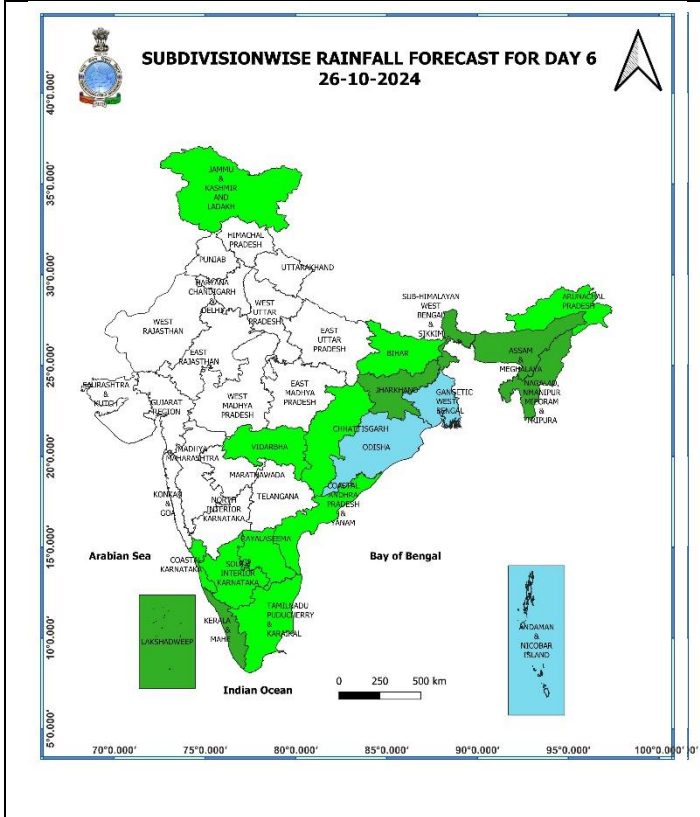 SUBDIVISIONWISE RAINFALL FORECAST FOR DAY 6
26-10-2024
40°0.000'
35°0.000'
30°0.000'
25°0.000'
20°0.000'
15°0.000'
10°0.000'
5°0.000'
JAMMU
&
KASHMIR
AND
LADAKH
HIMACHAL
PRADESH
PUNJAB
UTTARAKHAND
HARYANA
CHANDIGARH
&
DELHI
WEST
UTTAR
PRADESH
WEST
RAJASTHAN
EAST
UTTAR
PRADESH
EAST
RAJASTHAN
SUB-HIMALAYAN
WEST
BENGAL
&
SIKKIM
ARUNACHAL
PRADESH
BIHAR
ASSAM
&
MEGHALAYA
NAGALAD,
NMANIPUR
MIZORAM
&
TRIPURA
SAURASHTRA
&
KUTCH
GUJARAT
REGION
WEST
MADHYA
PRADESH
EAST
MADHYA
PRADESH
JHARKHAND
GANGETIC
WEST
BENGAL
CHHATTISGARH
ODISHA
VIDARBHA
MADHYA
MAHARASHTRA
MARATHAWADA
KONKAN
&
GOA
NORTH
INTERIOR
KARNATAKA
TELANGANA
COASTAL
ANDHRA
PRADESH
&
YANAM
RAYALASEEMA
Arabian Sea
Bay of Bengal
COASTAL
KARNATAKA
SOUTH
INTERIOR
KARNATAKA
TAMILNADU
PUDUCHERRY
&
KARAIKAL
KERALA
&
MAHE
LAKSHADWEEP
ANDAMAN
&
NICOBAR
ISLAND
Indian Ocean
0 250 500 km
70°0.000' 75°0.000' 80°0.000' 85°0.000' 90°0.000' 95°0.000' 100°0.000'